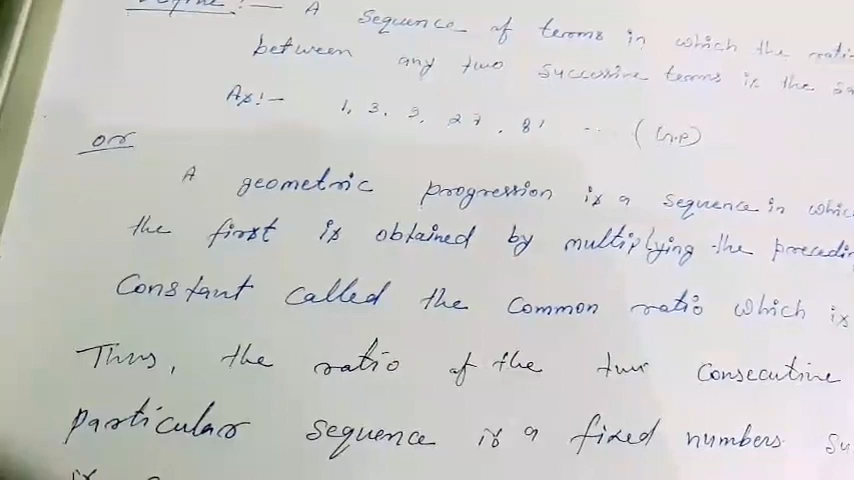 Define :— A sequence of terms in which the
between any two successive terms is the
Ax:— 1, 3, 9, 27, 81 ... (G.P)
or
A geometric progression is a sequence in
the first is obtained by multiplying the
Constant called the common ratio which is
Thus, the ratio of the two consecutive
particular sequence is a fixed numbers